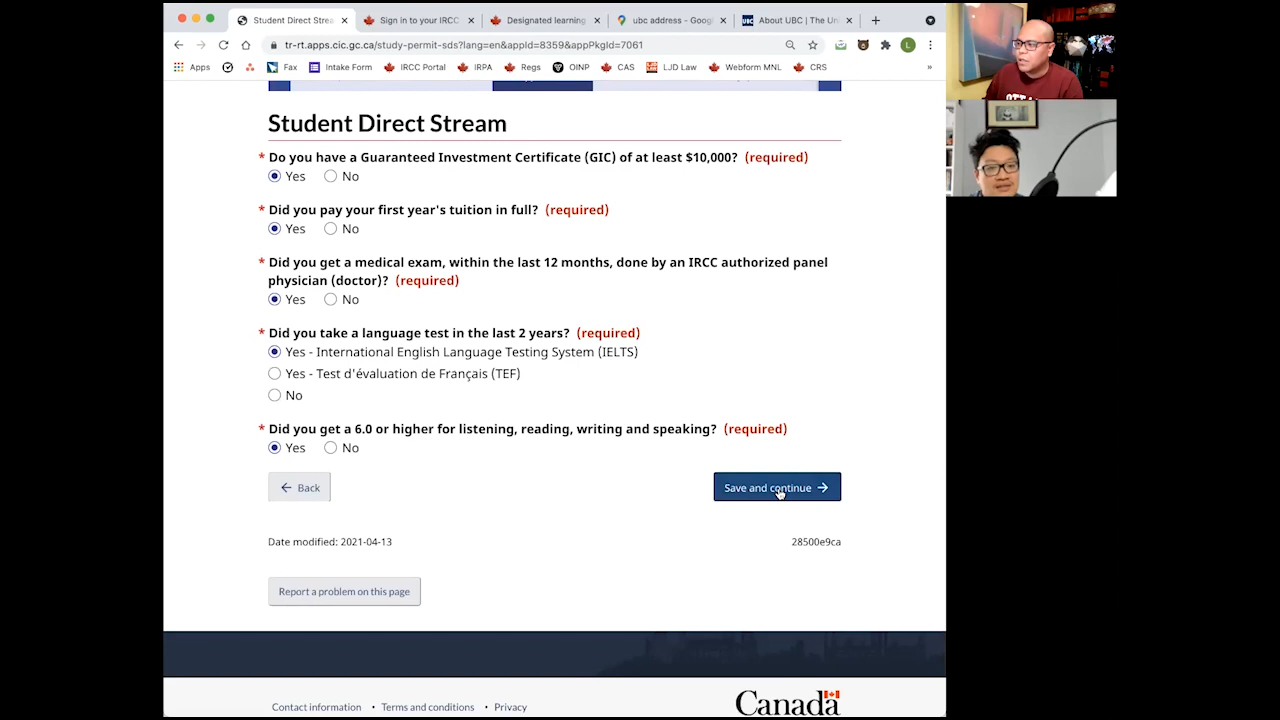 Student Direct Strea
Sign in to your IRCC
Designated learning
ubc address - Goog
UBC
About UBC | The Un
tr-rt.apps.cic.gc.ca/study-permit-sds?lang=en&appId=8359&appPkgId=7061
L
Apps
Fax
Intake Form
IRCC Portal
IRPA
Regs
OINP
CAS
LJD Law
Webform MNL
CRS
»
Student Direct Stream
* Do you have a Guaranteed Investment Certificate (GIC) of at least $10,000? (required)
Yes No
* Did you pay your first year's tuition in full? (required)
Yes No
* Did you get a medical exam, within the last 12 months, done by an IRCC authorized panel
physician (doctor)? (required)
Yes No
* Did you take a language test in the last 2 years? (required)
Yes - International English Language Testing System (IELTS)
Yes - Test d'évaluation de Français (TEF)
No
* Did you get a 6.0 or higher for listening, reading, writing and speaking? (required)
Yes No
← Back
Save and continue →
Date modified: 2021-04-13
28500e9ca
Report a problem on this page
Contact information • Terms and conditions • Privacy
Canada